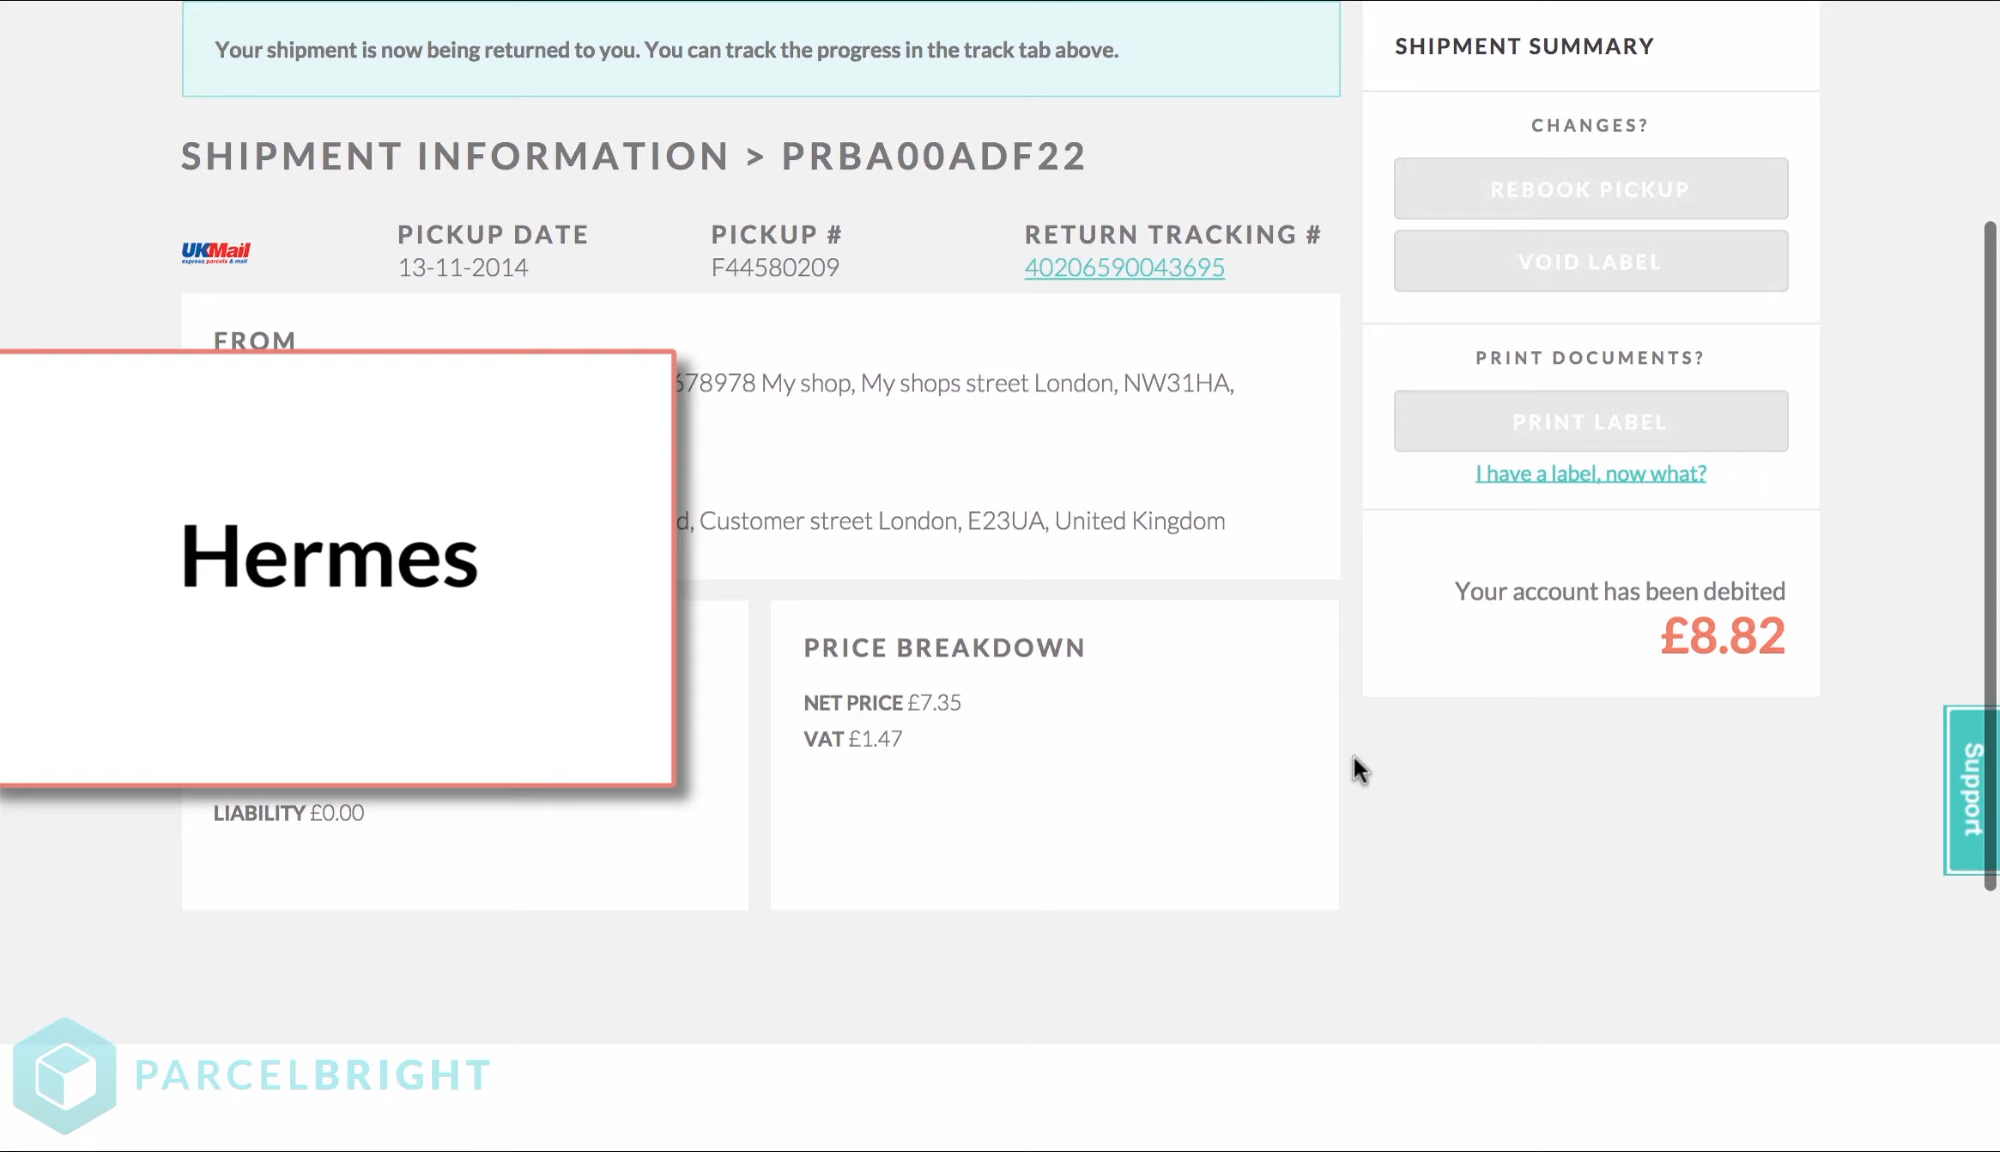 Your shipment is now being returned to you. You can track the progress in the track tab above.
SHIPMENT INFORMATION > PRBA00ADF22
UKMail
express parcels & mail
PICKUP DATE
13-11-2014
PICKUP #
F44580209
RETURN TRACKING #
40206590043695
FROM
678978 My shop, My shops street London, NW31HA,
d, Customer street London, E23UA, United Kingdom
Hermes
LIABILITY £0.00
PRICE BREAKDOWN
NET PRICE £7.35
VAT £1.47
SHIPMENT SUMMARY
CHANGES?
REBOOK PICKUP
VOID LABEL
PRINT DOCUMENTS?
PRINT LABEL
I have a label, now what?
Your account has been debited
£8.82
Support
PARCELBRIGHT